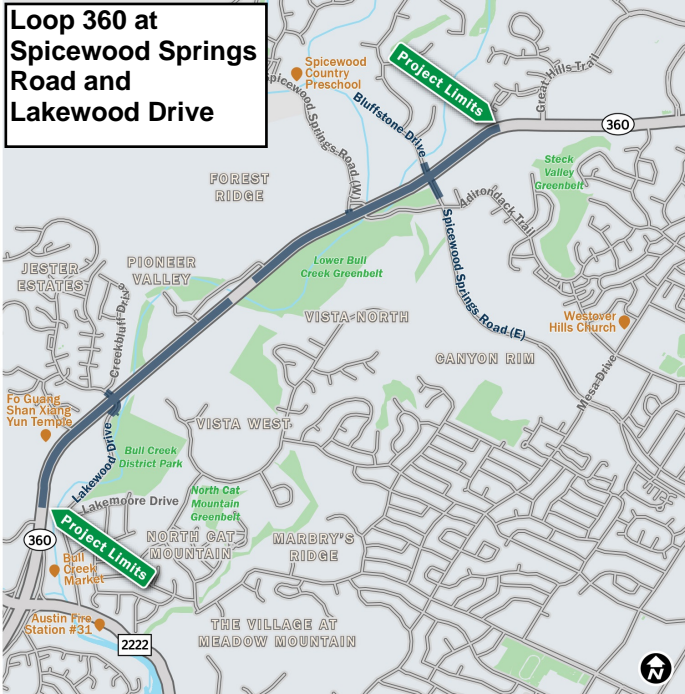 Loop 360 at
Spicewood Springs
Road and
Lakewood Drive
Spicewood
Country
Preschool
Project Limits
Great Hills Trail
360
Spicewood Springs Road (W)
Bluffstone Drive
Steck
Valley
Greenbelt
FOREST
RIDGE
Adirondack Trail
Spicewood Springs Road (E)
JESTER
ESTATES
PIONEER
VALLEY
Lower Bull
Creek Greenbelt
Creekbluff Drive
VISTA NORTH
Westover
Hills Church
CANYON RIM
Mesa Drive
Fo Guang
Shan Xiang
Yun Temple
VISTA WEST
Lakewood Drive
Bull Creek
District Park
Lakemoore Drive
North Cat
Mountain
Greenbelt
Project Limits
360
NORTH CAT
MOUNTAIN
MARBRY'S
RIDGE
Bull
Creek
Market
Austin Fire
Station #31
2222
THE VILLAGE AT
MEADOW MOUNTAIN
N